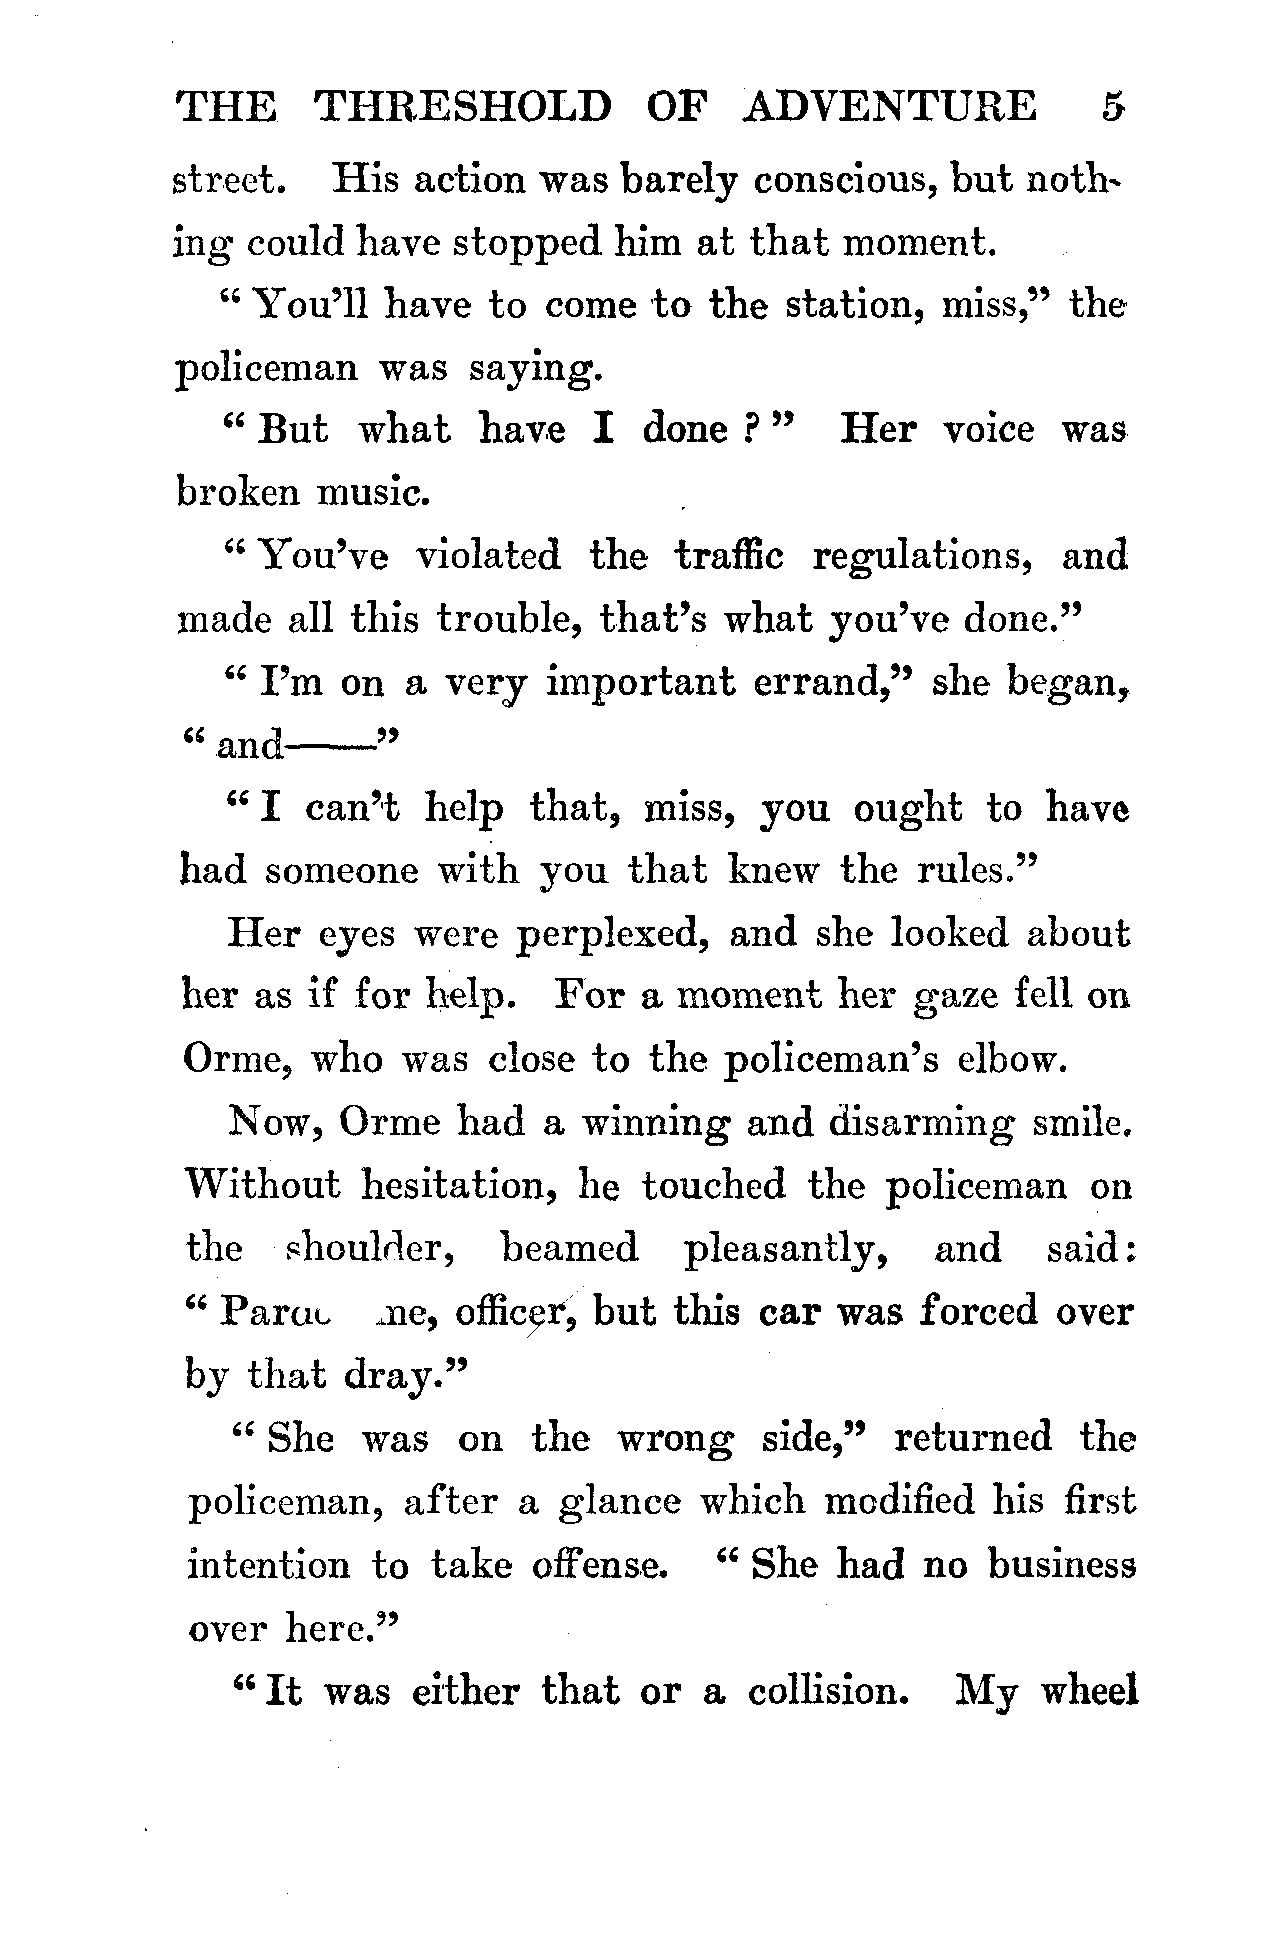 THE THRESHOLD OF ADVENTURE 5
street. His action was barely conscious, but noth-
ing could have stopped him at that moment.
“ You’ll have to come to the station, miss,” the
policeman was saying.
“ But what have I done ? ” Her voice was
broken music.
“ You’ve violated the traffic regulations, and
made all this trouble, that’s what you’ve done.”
“ I’m on a very important errand,” she began,
“ and——”
“ I can’t help that, miss, you ought to have
had someone with you that knew the rules.”
Her eyes were perplexed, and she looked about
her as if for help. For a moment her gaze fell on
Orme, who was close to the policeman’s elbow.
Now, Orme had a winning and disarming smile.
Without hesitation, he touched the policeman on
the shoulder, beamed pleasantly, and said:
“ me, officer, but this car was forced over
by that dray.”
“ She was on the wrong side,” returned the
policeman, after a glance which modified his first
intention to take offense. “ She had no business
over here.”
“ It was either that or a collision. My wheel